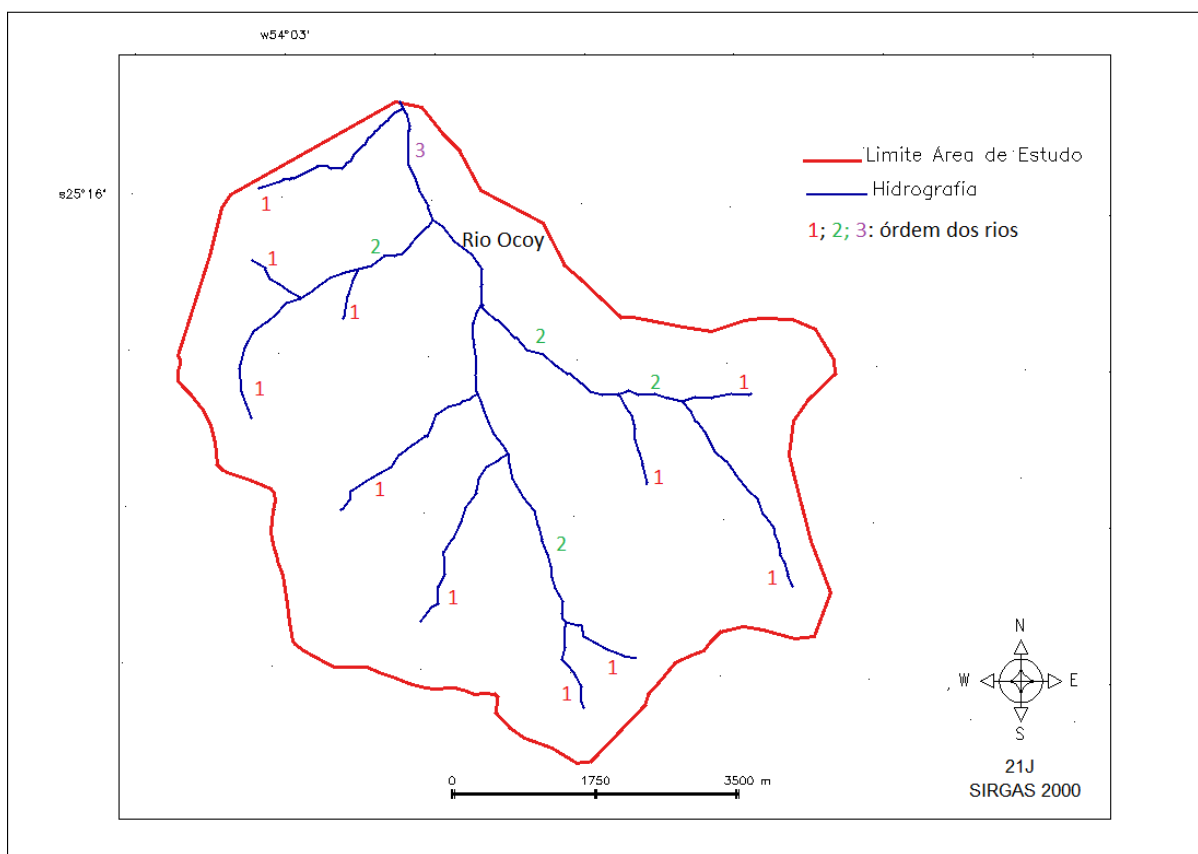 w54°03'
s25°16'
3
1
Rio Ocoy
2
1
1
1
2
2
1
1
1
2
1
1
1
1
Limite Área de Estudo
Hidrografia
1; 2; 3: órdem dos rios
N
W
E
S
21J
SIRGAS 2000
0
1750
3500 m